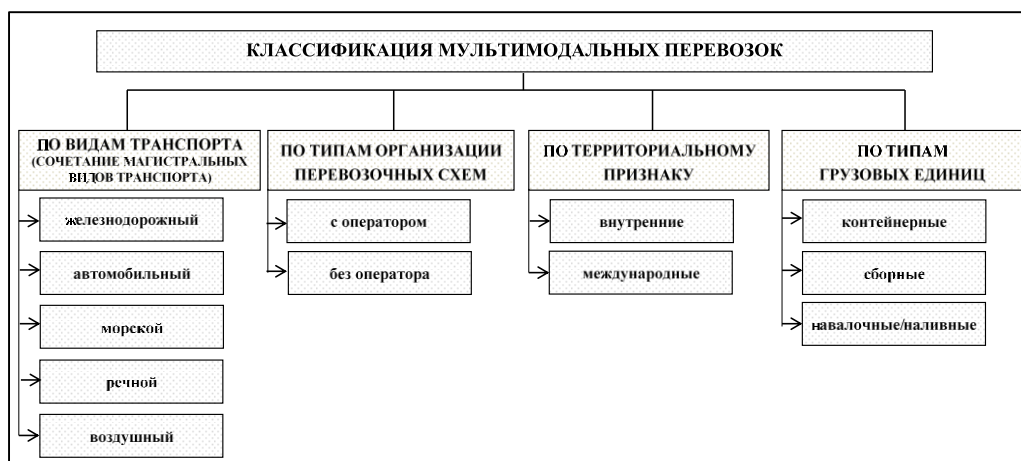 КЛАССИФИКАЦИЯ МУЛЬТИМОДАЛЬНЫХ ПЕРЕВОЗОК
ПО ВИДАМ ТРАНСПОРТА
(СОЧЕТАНИЕ МАГИСТРАЛЬНЫХ
ВИДОВ ТРАНСПОРТА)
железнодорожный
автомобильный
морской
речной
воздушный
ПО ТИПАМ ОРГАНИЗАЦИИ
ПЕРЕВОЗОЧНЫХ СХЕМ
с оператором
без оператора
ПО ТЕРРИТОРИАЛЬНОМУ
ПРИЗНАКУ
внутренние
международные
ПО ТИПАМ
ГРУЗОВЫХ ЕДИНИЦ
контейнерные
сборные
навалочные/наливные